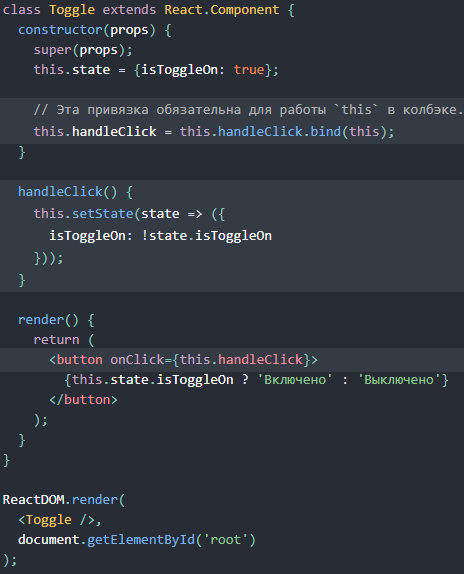 class Toggle extends React.Component {
  constructor(props) {
    super(props);
    this.state = {isToggleOn: true};

    // Эта привязка обязательна для работы `this` в колбэке.
    this.handleClick = this.handleClick.bind(this);
  }

  handleClick() {
    this.setState(state => ({
      isToggleOn: !state.isToggleOn
    }));
  }

  render() {
    return (
      <button onClick={this.handleClick}>
        {this.state.isToggleOn ? 'Включено' : 'Выключено'}
      </button>
    );
  }
}

ReactDOM.render(
  <Toggle />,
  document.getElementById('root')
);